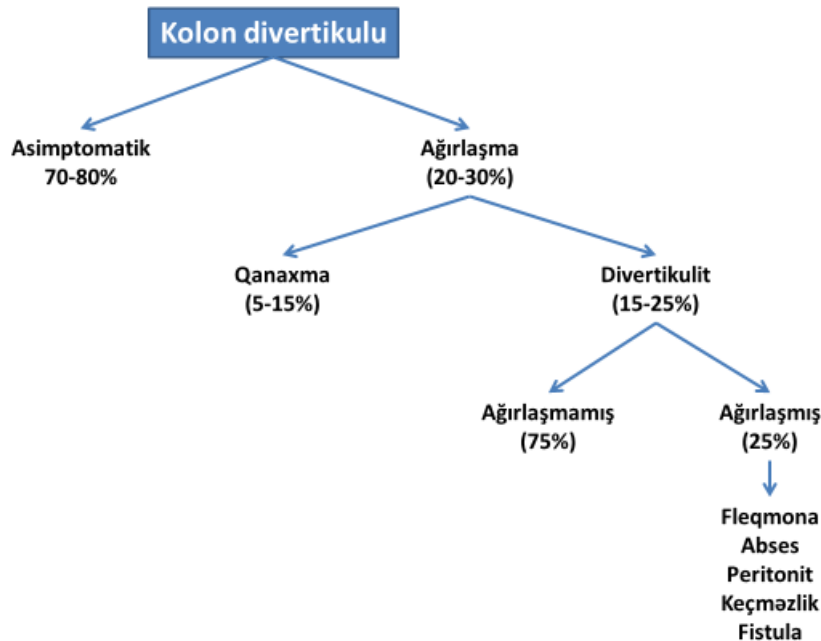 Kolon divertikulu
Asimptomatik
70-80%
Ağırlaşma
(20-30%)
Qanaxma
(5-15%)
Divertikulit
(15-25%)
Ağırlaşmamış
(75%)
Ağırlaşmış
(25%)
Fleqmona
Abses
Peritonit
Keçməzlik
Fistula